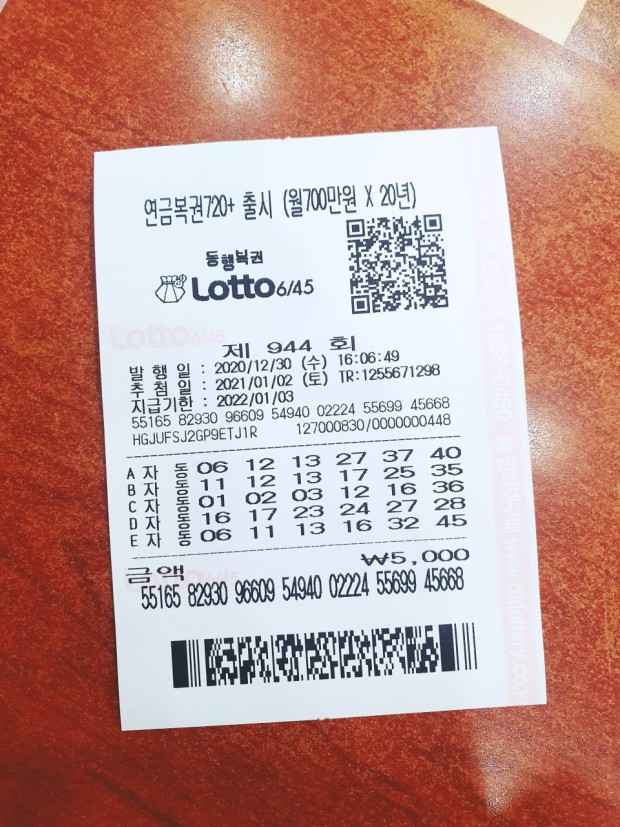 연금복권720+ 출시 (월700만원 X 20년)
동행복권
Lotto 6/45
Lotto 6/45
제 944 회
발 행 일 : 2020/12/30 (수) 16:06:49
추 첨 일 : 2021/01/02 (토) TR:1255671298
지급기한 : 2022/01/03
55165 82930 96609 54940 02224 55699 45668
HGJUFSJ2GP9ETJ1R 127000830/0000000448
A 자 동 06 12 13 27 37 40
B 자 동 11 12 13 17 25 35
C 자 동 01 02 03 12 16 36
D 자 동 16 17 23 24 27 28
E 자 동 06 11 13 16 32 45
금액 ₩5,000
55165 82930 96609 54940 02224 55699 45668